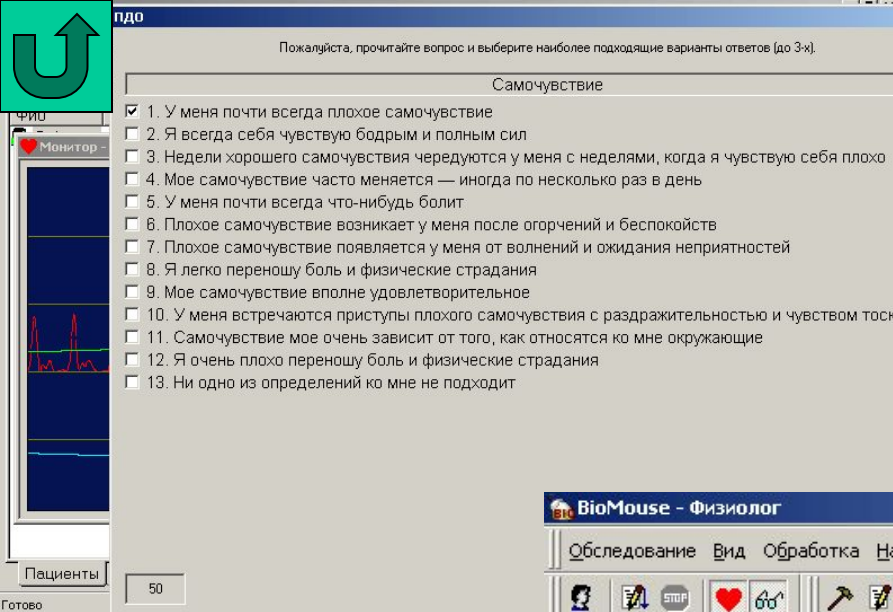 пдо
Пожалуйста, прочитайте вопрос и выберите наиболее подходящие варианты ответов (до 3-х).
Самочувствие
ФИО
1. У меня почти всегда плохое самочувствие
2. Я всегда себя чувствую бодрым и полным сил
Монитор -
3. Недели хорошего самочувствия чередуются у меня с неделями, когда я чувствую себя плохо
4. Мое самочувствие часто меняется — иногда по несколько раз в день
5. У меня почти всегда что-нибудь болит
6. Плохое самочувствие возникает у меня после огорчений и беспокойств
7. Плохое самочувствие появляется у меня от волнений и ожидания неприятностей
8. Я легко переношу боль и физические страдания
9. Мое самочувствие вполне удовлетворительное
10. У меня встречаются приступы плохого самочувствия с раздражительностью и чувством
11. Самочувствие мое очень зависит от того, как относятся ко мне окружающие
12. Я очень плохо переношу боль и физические страдания
13. Ни одно из определений ко мне не подходит
BioMouse - Физиолог
Обследование Вид Обработка
Пациенты
50
STOP
Готово